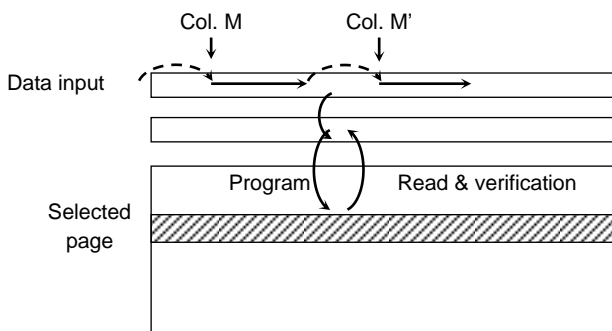 Col. M
Col. M’
Data input
Program
Read & verification
Selected
page